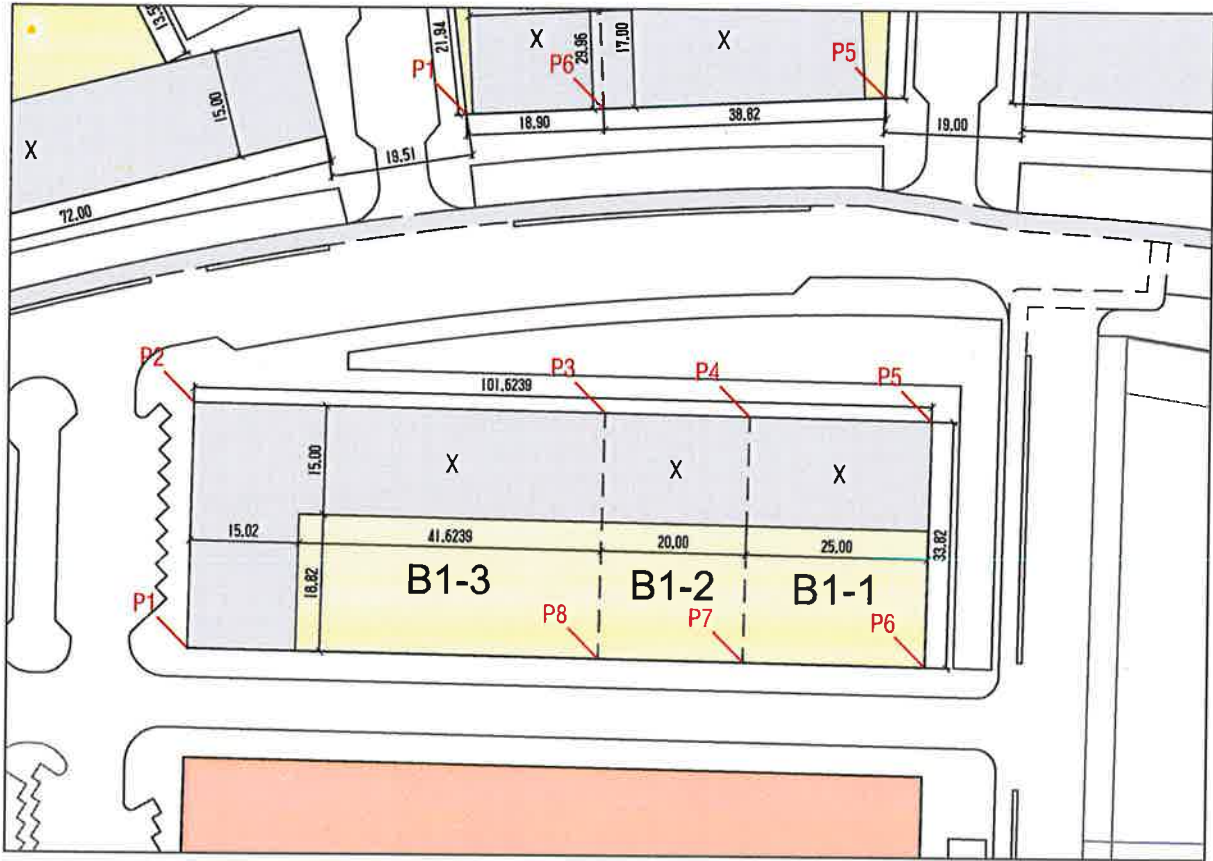 21.94
X
29.96
17.00
X
P1
P6
P5
15.00
X
18.90
38.82
19.00
19.51
72.00
P2
P3
P4
P5
101.6239
15.00
X
X
X
15.02
41.6239
20.00
25.00
33.82
18.82
B1-3
B1-2
B1-1
P1
P8
P7
P6